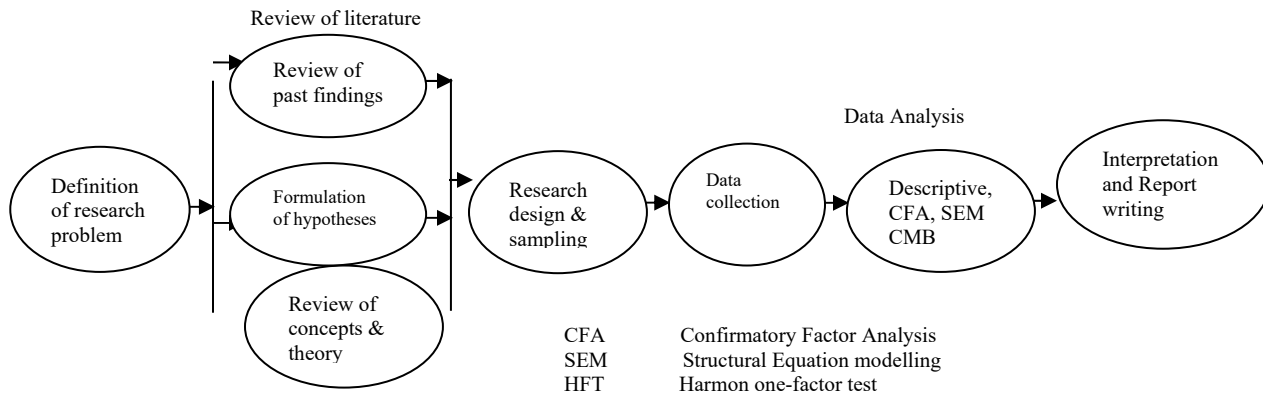 Review of literature
Review of
past findings
Definition
of research
problem
Formulation
of hypotheses
Review of
concepts &
theory
Research
design &
sampling
Data
collection
Data Analysis
Descriptive,
CFA, SEM
CMB
Interpretation
and Report
writing
CFA Confirmatory Factor Analysis
SEM Structural Equation modelling
HFT Harmon one-factor test